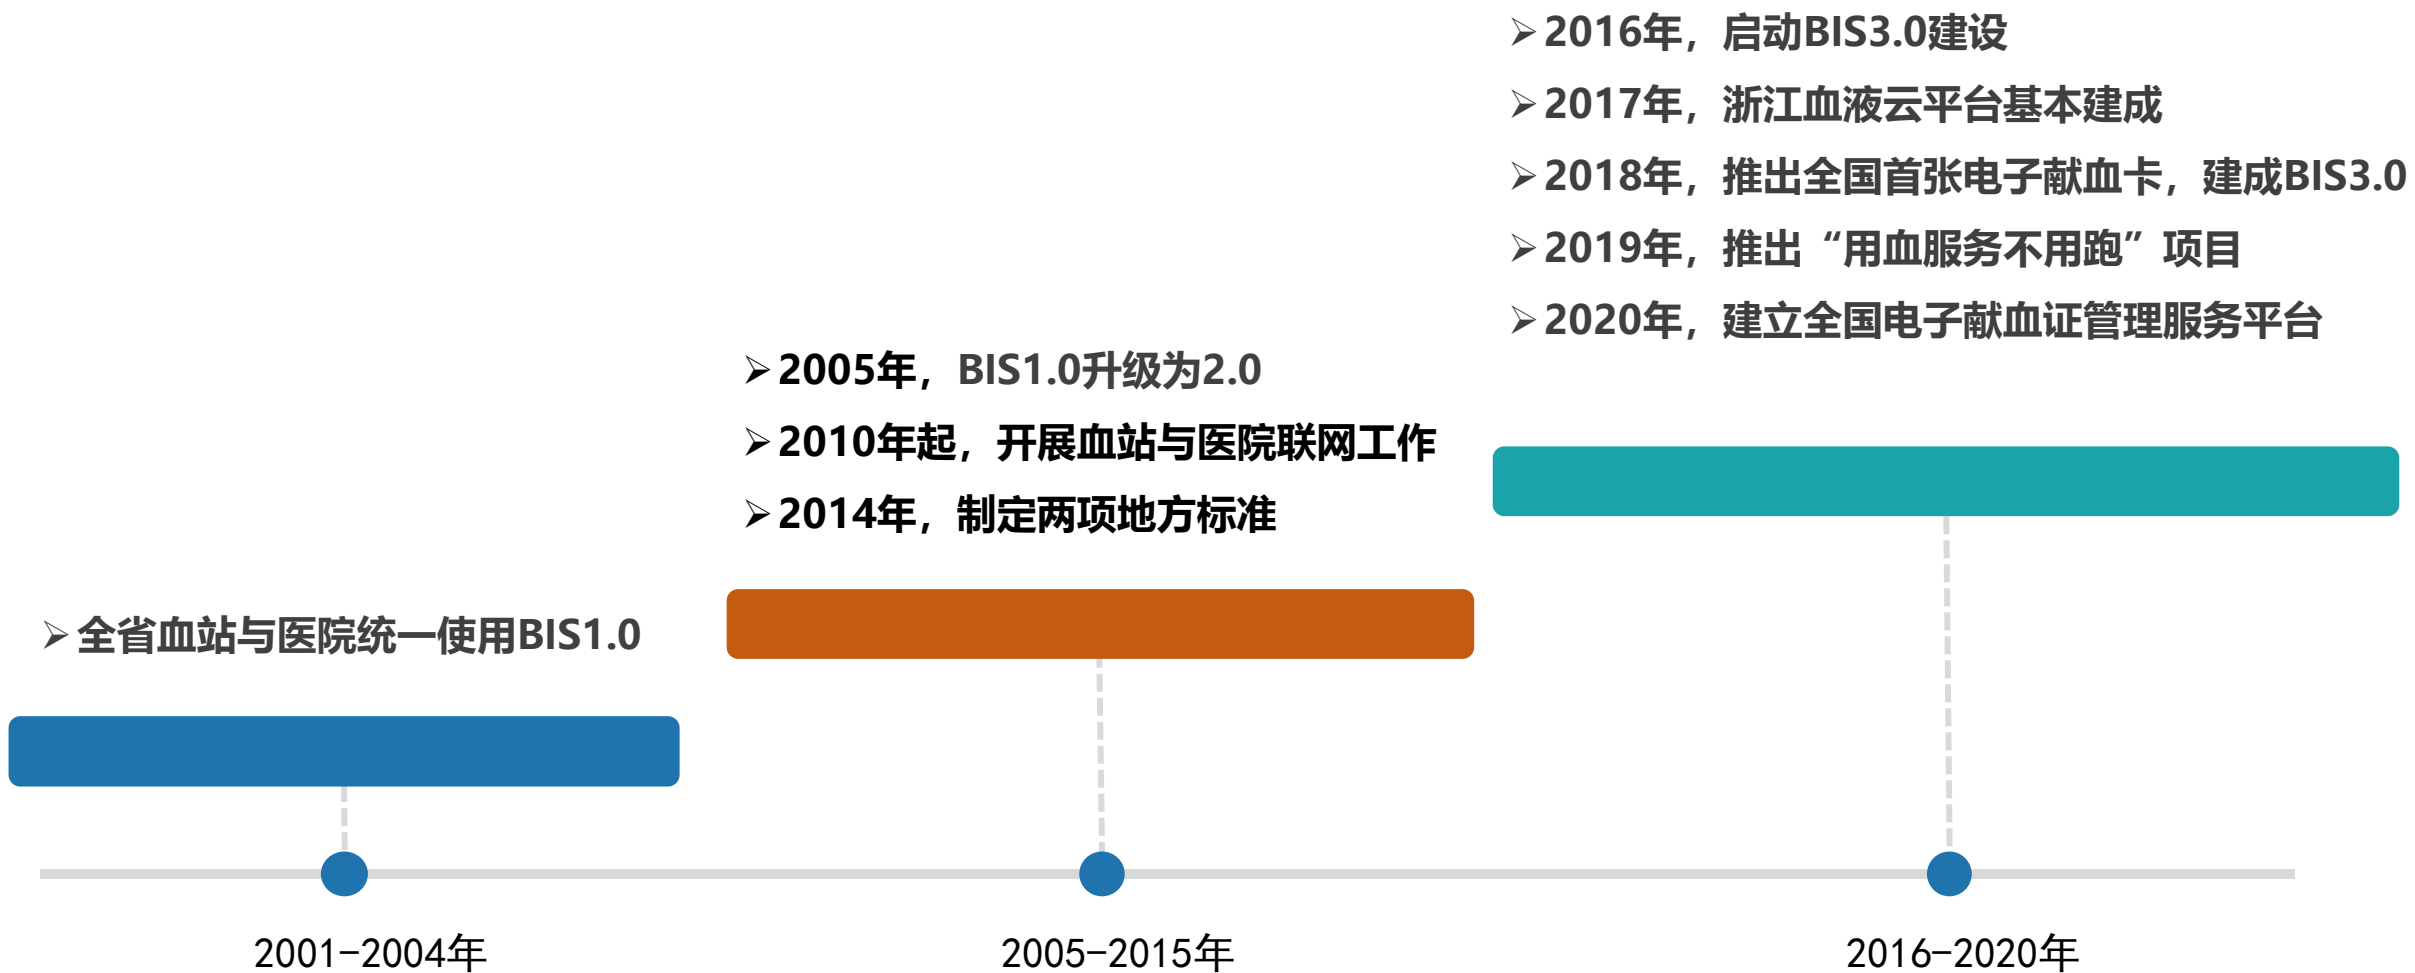 全省血站与医院统一使用BIS1.0
2001-2004年
2005年，BIS1.0升级为2.0
2010年起，开展血站与医院联网工作
2014年，制定两项地方标准
2005-2015年
2016年，启动BIS3.0建设
2017年，浙江血液云平台基本建成
2018年，推出全国首张电子献血卡，建成BIS3.0
2019年，推出“用血服务不用跑”项目
2020年，建立全国电子献血证管理服务平台
2016-2020年